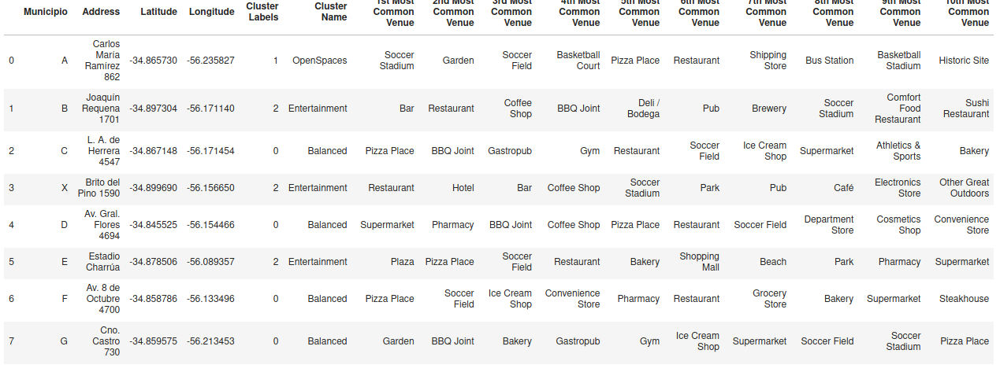 Municipio Address Latitude Longitude Cluster Labels Cluster Name 1st Most Common Venue 2nd Most Common Venue 3rd Most Common Venue 4th Most Common Venue 5th Most Common Venue 6th Most Common Venue 7th Most Common Venue 8th Most Common Venue 9th Most Common Venue 10th Most Common Venue
0 A Carlos María Ramírez 862 -34.865730 -56.235827 1 OpenSpaces Soccer Stadium Garden Soccer Field Basketball Court Pizza Place Restaurant Shipping Store Bus Station Basketball Stadium Historic Site
1 B Joaquín Requena 1701 -34.897304 -56.171140 2 Entertainment Bar Restaurant Coffee Shop BBQ Joint Deli / Bodega Pub Brewery Soccer Stadium Comfort Food Restaurant Sushi Restaurant
2 C L. A. de Herrera 4547 -34.867148 -56.171454 0 Balanced Pizza Place BBQ Joint Gastropub Gym Restaurant Soccer Field Ice Cream Shop Supermarket Athletics & Sports Bakery
3 X Brito del Pino 1590 -34.899690 -56.156650 2 Entertainment Restaurant Hotel Bar Coffee Shop Soccer Stadium Park Pub Café Electronics Store Other Great Outdoors
4 D Av. Gral. Flores 4694 -34.845525 -56.154466 0 Balanced Supermarket Pharmacy BBQ Joint Coffee Shop Pizza Place Restaurant Soccer Field Department Store Cosmetics Shop Convenience Store
5 E Estadio Charrúa -34.878506 -56.089357 2 Entertainment Plaza Pizza Place Soccer Field Restaurant Bakery Shopping Mall Beach Park Pharmacy Supermarket
6 F Av. 8 de Octubre 4700 -34.858786 -56.133496 0 Balanced Pizza Place Soccer Field Ice Cream Shop Convenience Store Pharmacy Restaurant Grocery Store Bakery Supermarket Steakhouse
7 G Cno. Castro 730 -34.859575 -56.213453 0 Balanced Garden BBQ Joint Bakery Gastropub Gym Ice Cream Shop Supermarket Soccer Field Soccer Stadium Pizza Place